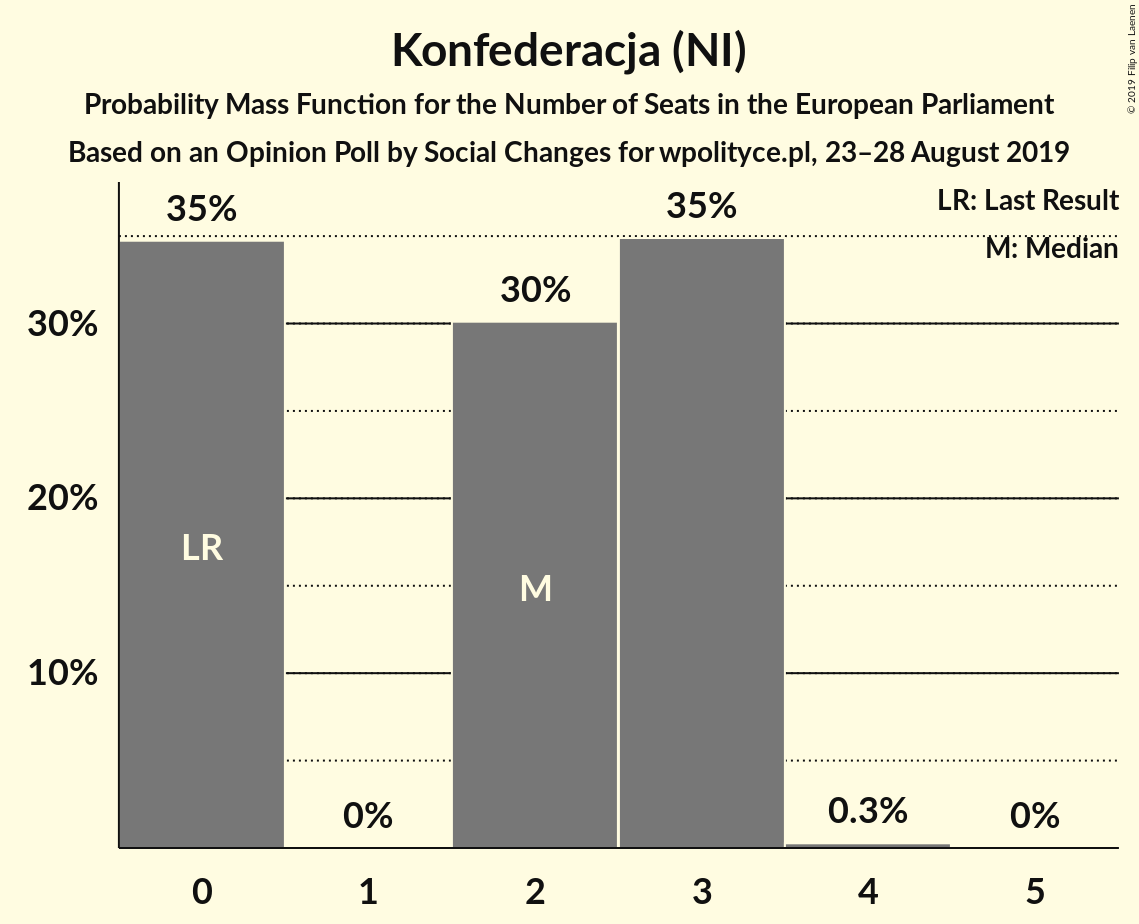 Konfederacja (NI)
Probability Mass Function for the Number of Seats in the European Parliament
Based on an Opinion Poll by Social Changes for wpolityce.pl, 23–28 August 2019
© 2019 Filip van Laenen
LR: Last Result
M: Median
35%
0%
30%
35%
0.3%
0%
LR
M
30%
20%
10%
0
1
2
3
4
5